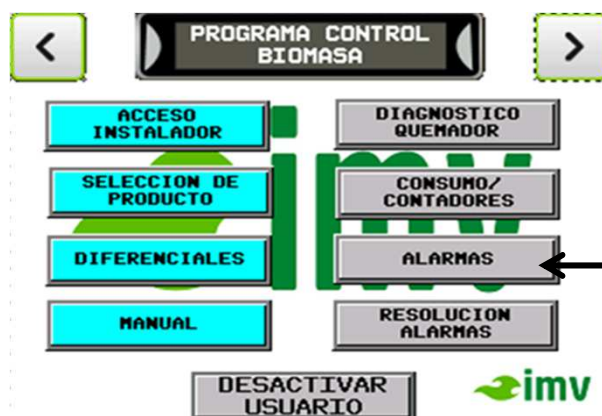 PROGRAMA CONTROL
BIOMASA
ACCESO
INSTALADOR
DIAGNOSTICO
QUEMADOR
SELECCION DE
PRODUCTO
CONSUMO/
CONTADORES
DIFERENCIALES
ALARMAS
MANUAL
RESOLUCION
ALARMAS
DESACTIVAR
USUARIO
imv
imv